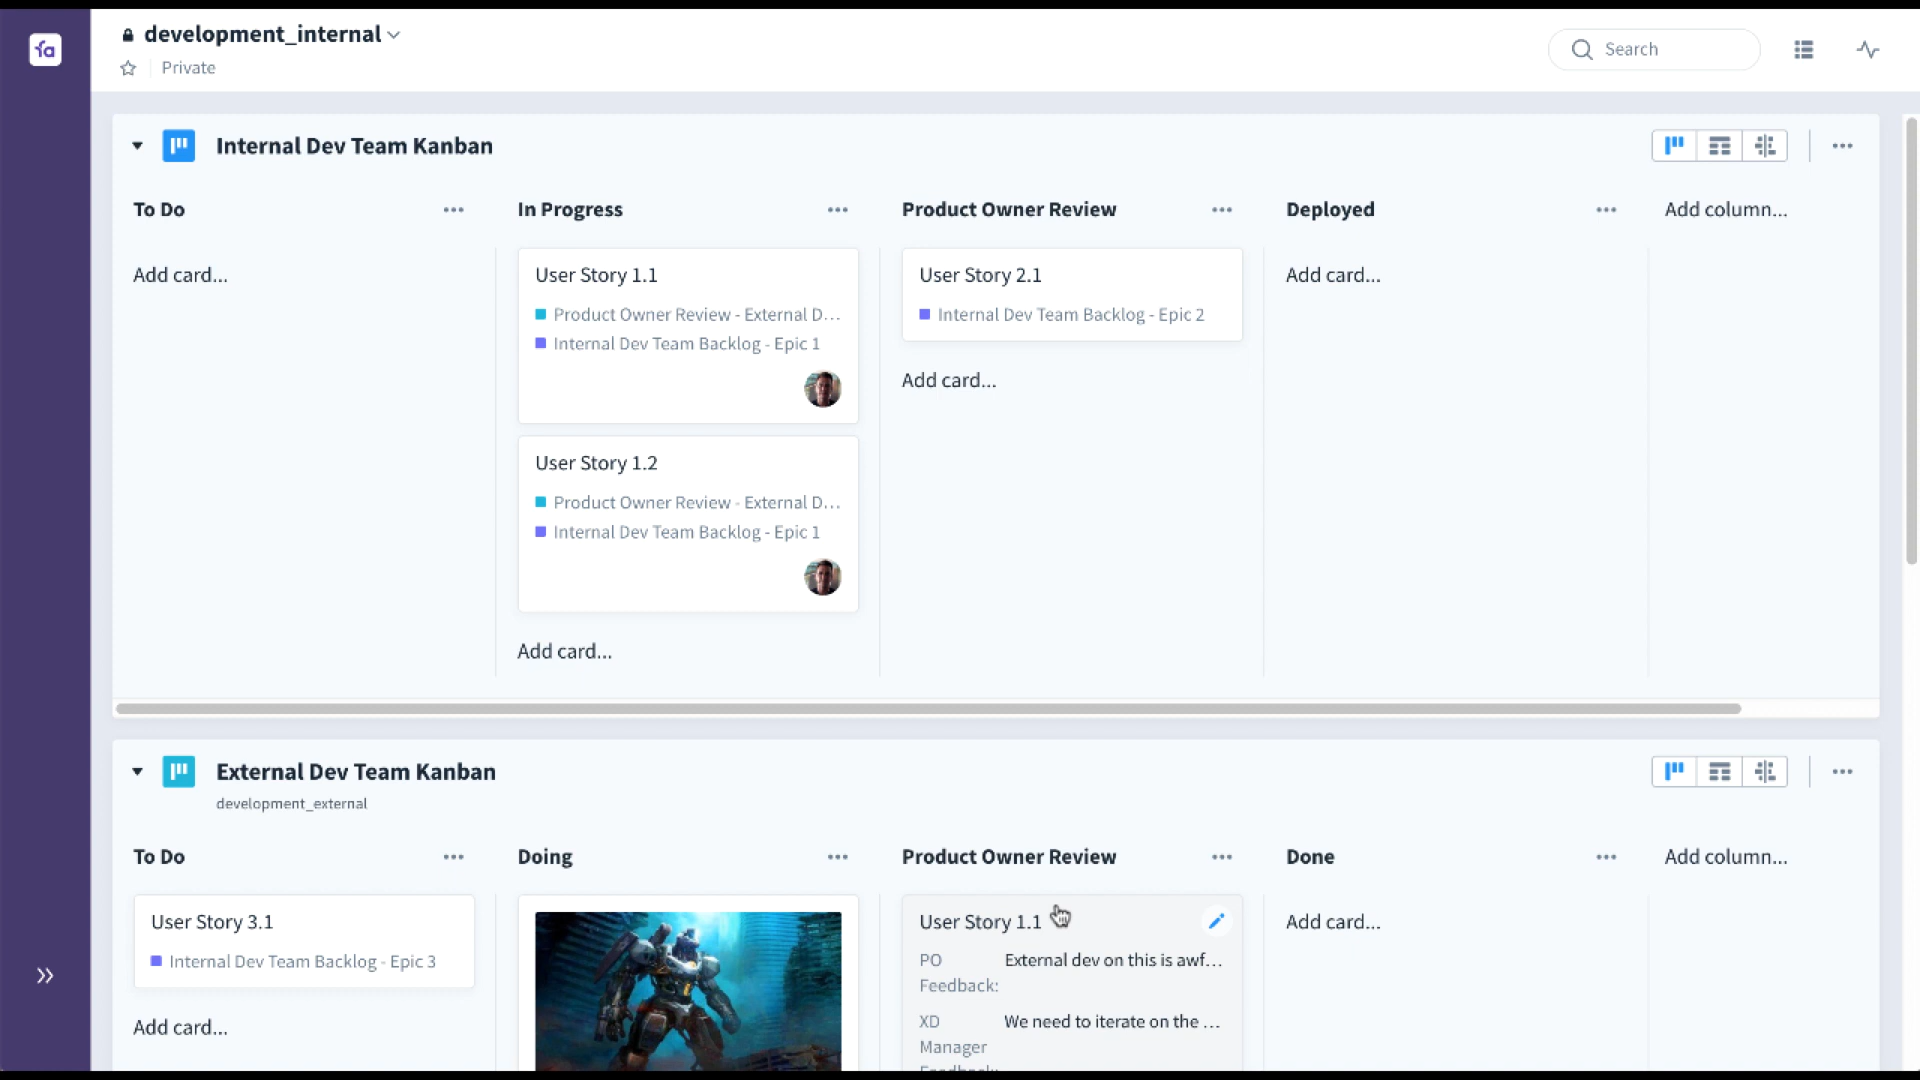 development_internal
Private
Search
Internal Dev Team Kanban
To Do
In Progress
Product Owner Review
Deployed
Add column...
Add card...
User Story 1.1
Product Owner Review - External D...
Internal Dev Team Backlog - Epic 1
User Story 1.2
Product Owner Review - External D...
Internal Dev Team Backlog - Epic 1
Add card...
User Story 2.1
Internal Dev Team Backlog - Epic 2
Add card...
Add card...
External Dev Team Kanban
development_external
To Do
Doing
Product Owner Review
Done
Add column...
User Story 3.1
Internal Dev Team Backlog - Epic 3
Add card...
User Story 1.1
PO Feedback: External dev on this is awf...
XD Manager Feedback: We need to iterate on the ...
Add card...